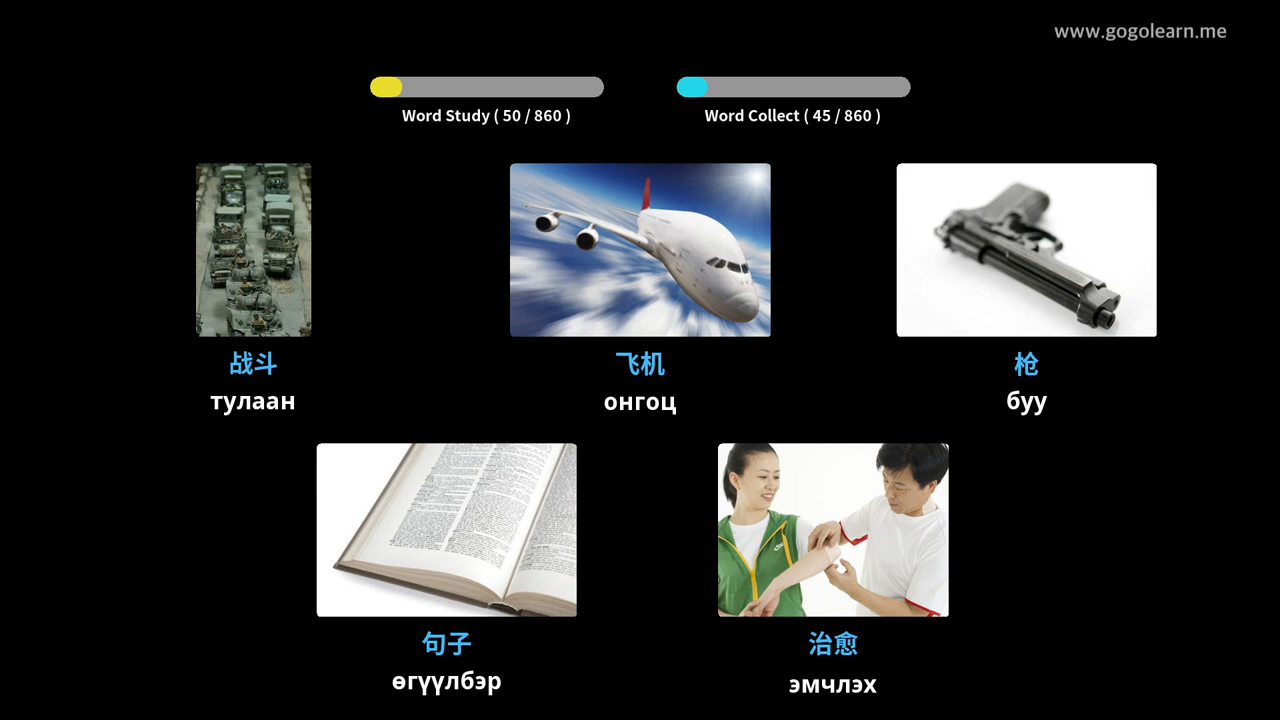 www.gogolearn.me
Word Study ( 50 / 860 )
Word Collect ( 45 / 860 )
战斗
тулаан
飞机
онгоц
枪
буу
句子
өгүүлбэр
治愈
эмчлэх